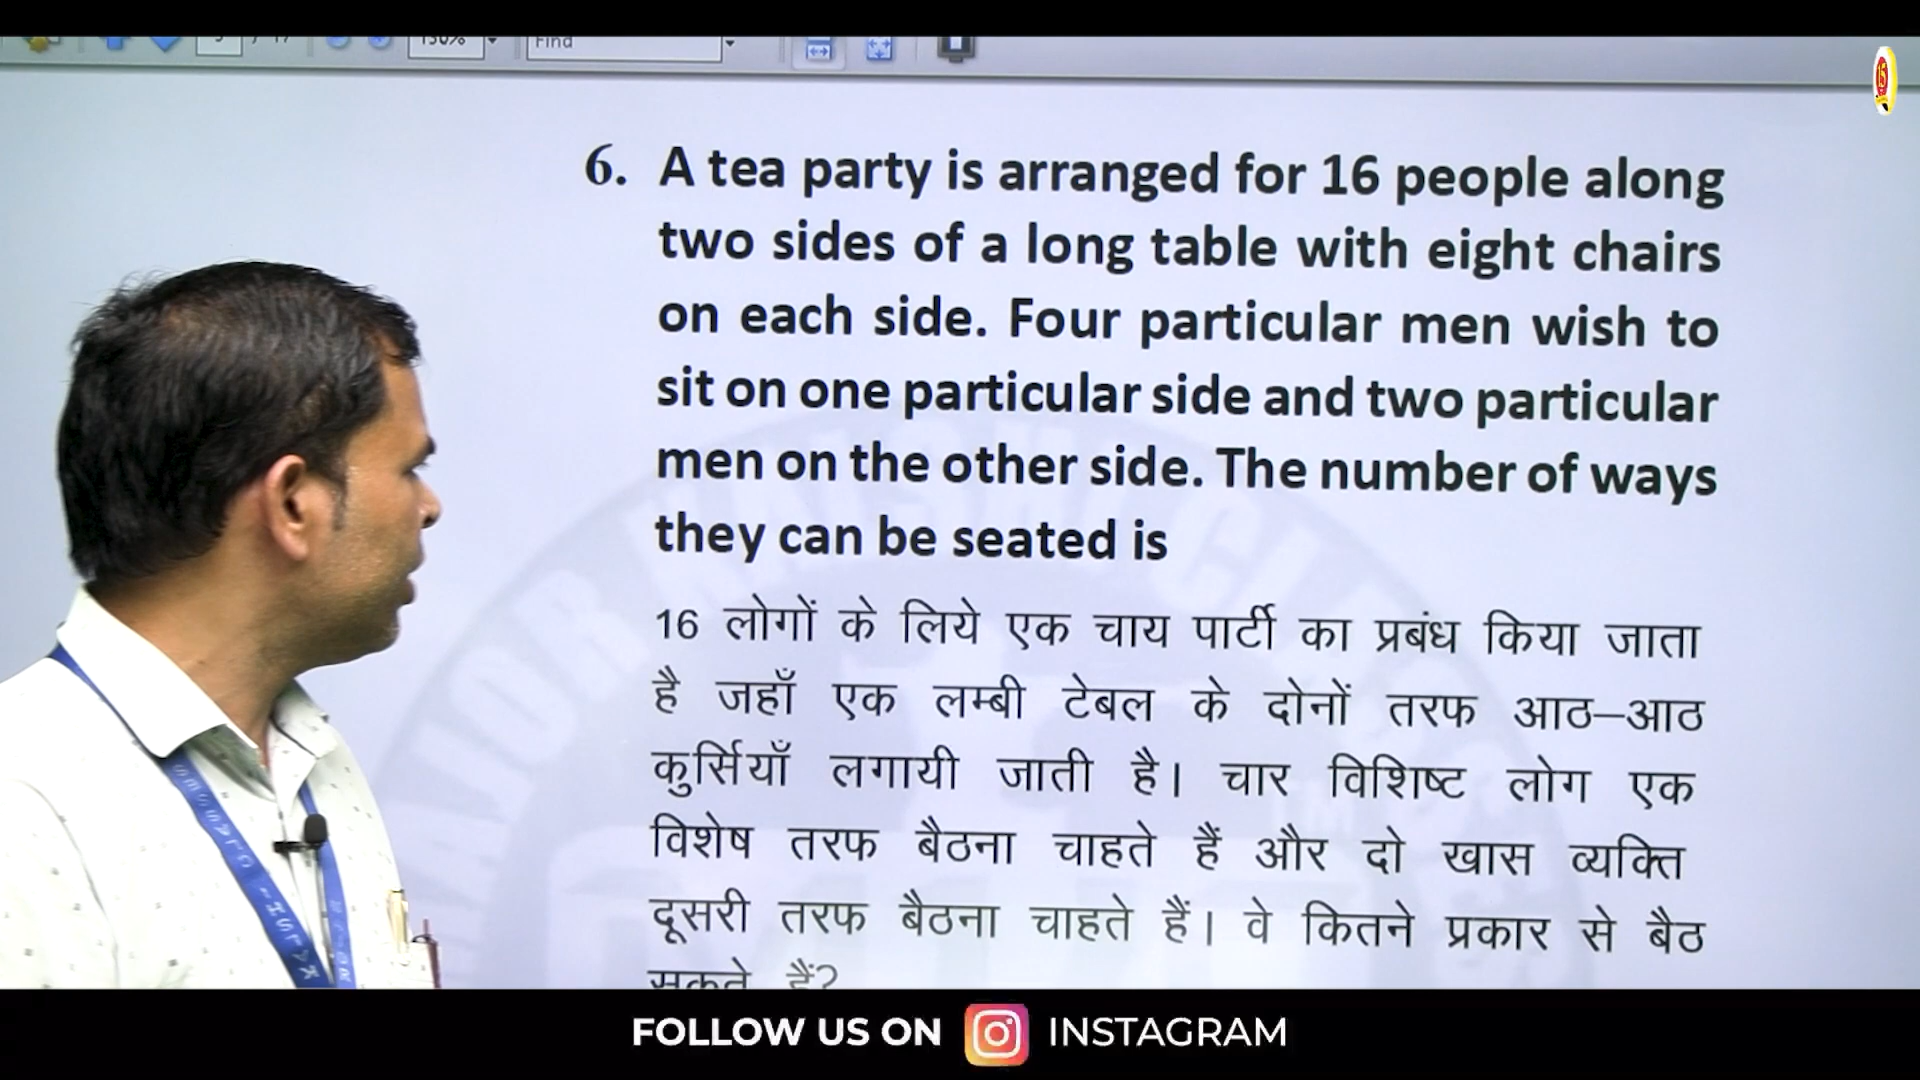 130%
Find
6. A tea party is arranged for 16 people along
two sides of a long table with eight chairs
on each side. Four particular men wish to
sit on one particular side and two particular
men on the other side. The number of ways
they can be seated is
16 लोगों के लिये एक चाय पार्टी का प्रबंध किया जाता
है जहाँ एक लम्बी टेबल के दोनों तरफ आठ–आठ
कुर्सियाँ लगायी जाती है। चार विशिष्ट लोग एक
विशेष तरफ बैठना चाहते हैं और दो खास व्यक्ति
दूसरी तरफ बैठना चाहते हैं। वे कितने प्रकार से बैठ
सकते हैं?
FOLLOW US ON INSTAGRAM